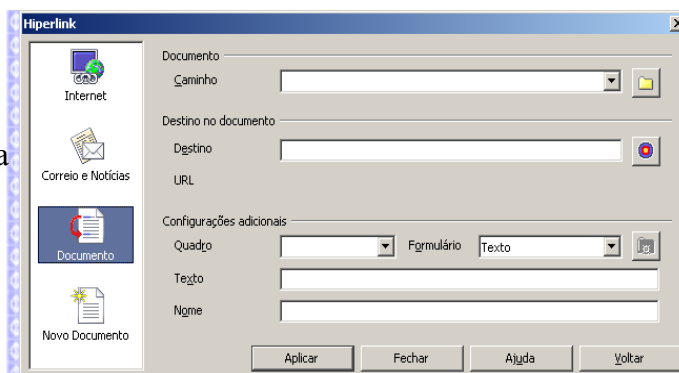 Hiperlink
Internet
a
Correio e Notícias
Documento
Novo Documento
Documento
Caminho
Destino no documento
Destino
URL
Configurações adicionais
Quadro Formulário Texto
Texto
Nome
Aplicar Fechar Ajuda Voltar